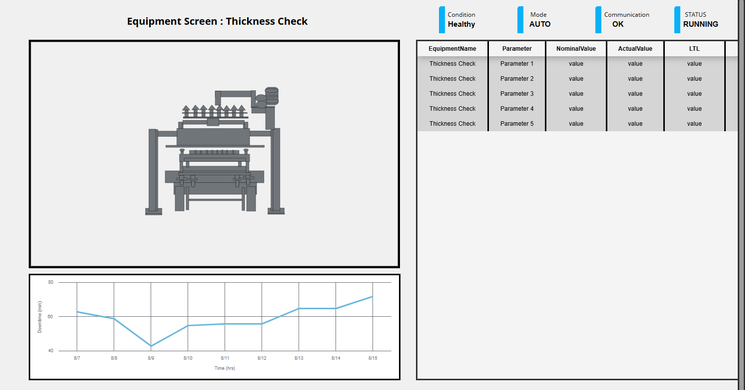 Equipment Screen : Thickness Check
Condition
Healthy
Mode
AUTO
Communication
OK
STATUS
RUNNING
EquipmentName Parameter NominalValue ActualValue LTL
Thickness Check Parameter 1 value value value
Thickness Check Parameter 2 value value value
Thickness Check Parameter 3 value value value
Thickness Check Parameter 4 value value value
Thickness Check Parameter 5 value value value
80
60
40
Downtime (min)
8/7 8/8 8/9 8/10 8/11 8/12 8/13 8/14 8/15
Time (hrs)